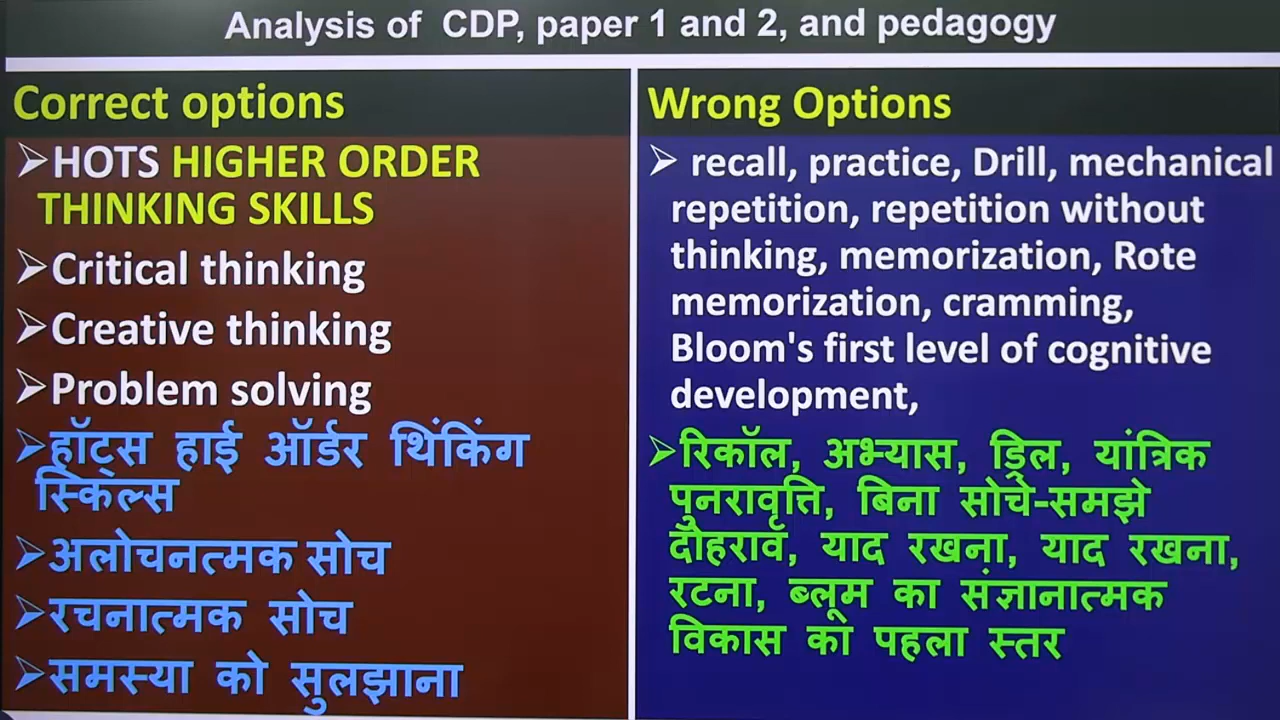 Analysis of CDP, paper 1 and 2, and pedagogy
Correct options
➢HOTS HIGHER ORDER
THINKING SKILLS
➢Critical thinking
➢Creative thinking
➢Problem solving
➢हॉट्स हाई ऑर्डर थिंकिंग
स्किल्स
➢अलोचनत्मक सोच
➢रचनात्मक सोच
➢समस्या को सुलझाना
Wrong Options
➢ recall, practice, Drill, mechanical
repetition, repetition without
thinking, memorization, Rote
memorization, cramming,
Bloom's first level of cognitive
development,
➢रिकॉल, अभ्यास, ड्रिल, यांत्रिक
पुनरावृत्ति, बिना सोचे-समझे
दोहराव, याद रखना, याद रखना,
रटना, ब्लूम का संज्ञानात्मक
विकास का पहला स्तर